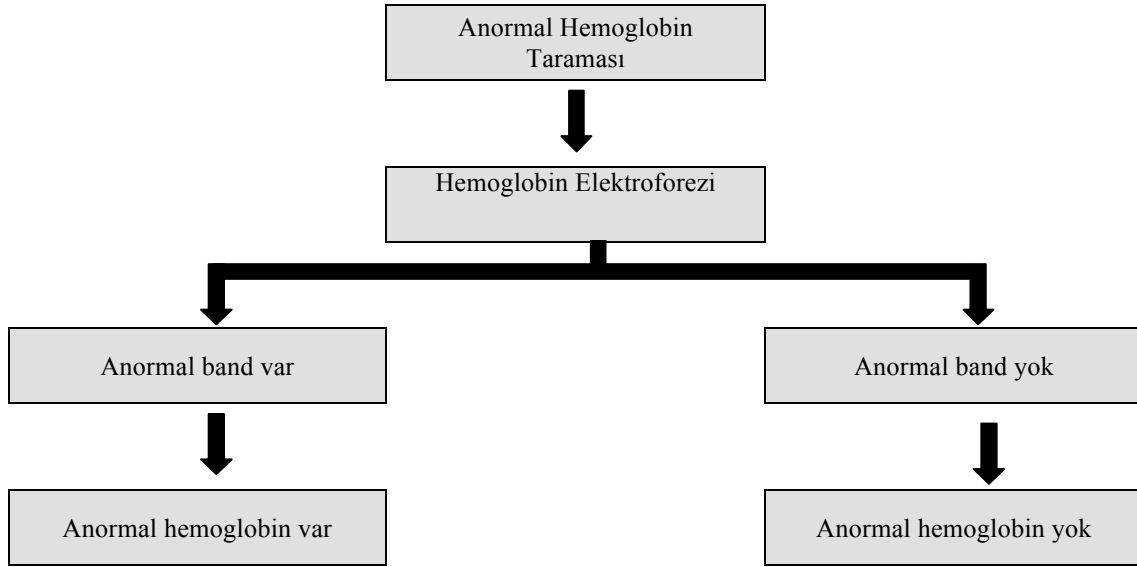 Anormal Hemoglobin
Taraması
Hemoglobin Elektroforezi
Anormal band var
Anormal band yok
Anormal hemoglobin var
Anormal hemoglobin yok